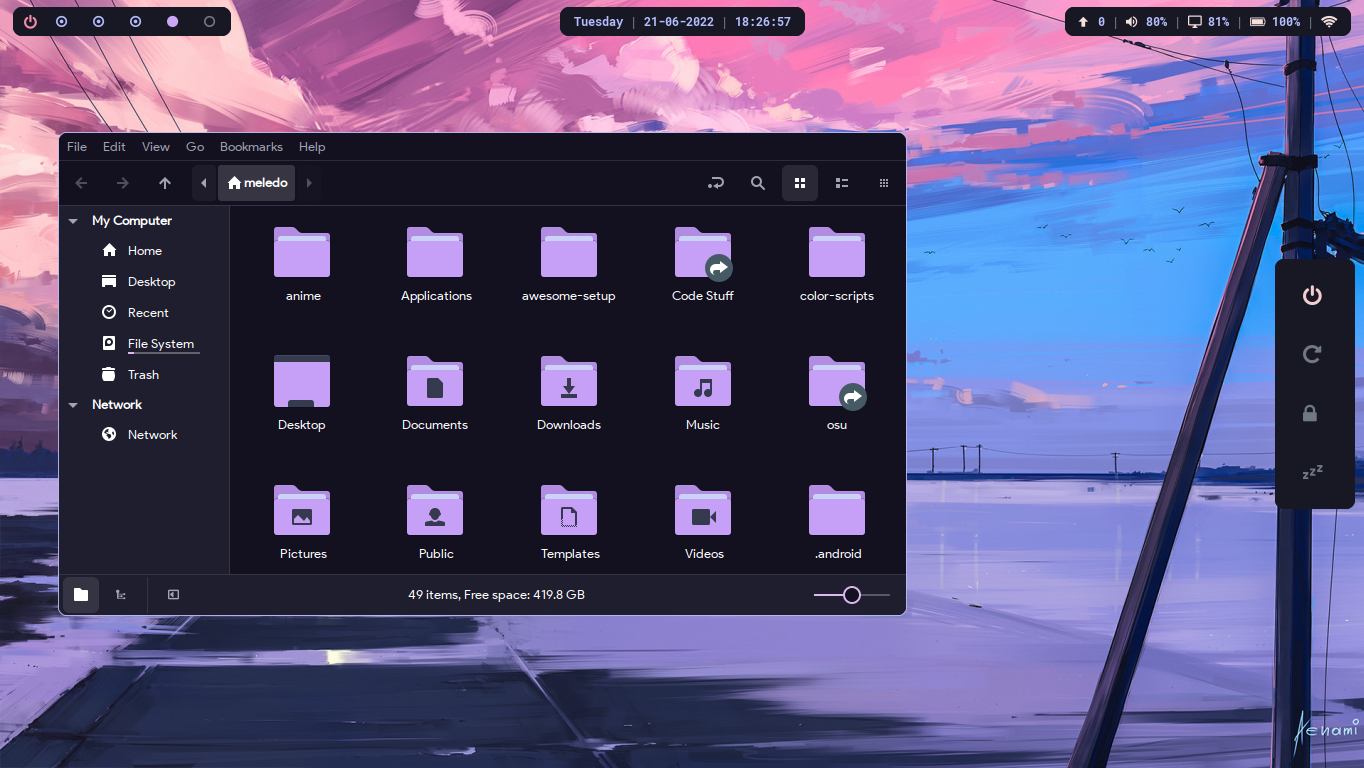 Tuesday | 21-06-2022 | 18:26:57
0 | 80% | 81% | 100% |
File Edit View Go Bookmarks Help
meledo
My Computer
Home
Desktop
Recent
File System
Trash
Network
Network
anime Applications awesome-setup Code Stuff color-scripts
Desktop Documents Downloads Music osu
Pictures Public Templates Videos .android
49 items, Free space: 419.8 GB
zzz
Aenami